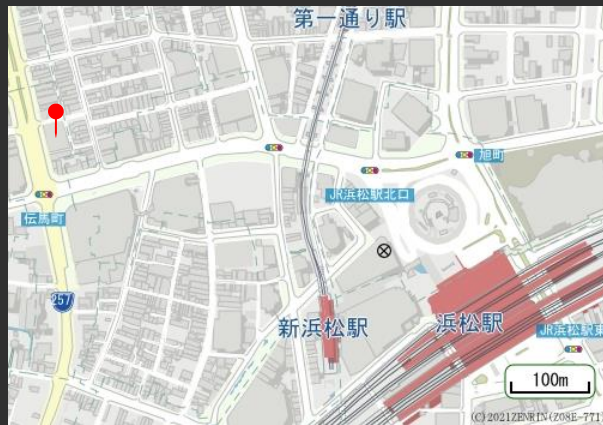 第一通り駅
旭町
JR浜松駅北口
伝馬町
257
新浜松駅
浜松駅
JR浜松駅東
100m
(C)2021ZENRIN(Z08E-771)